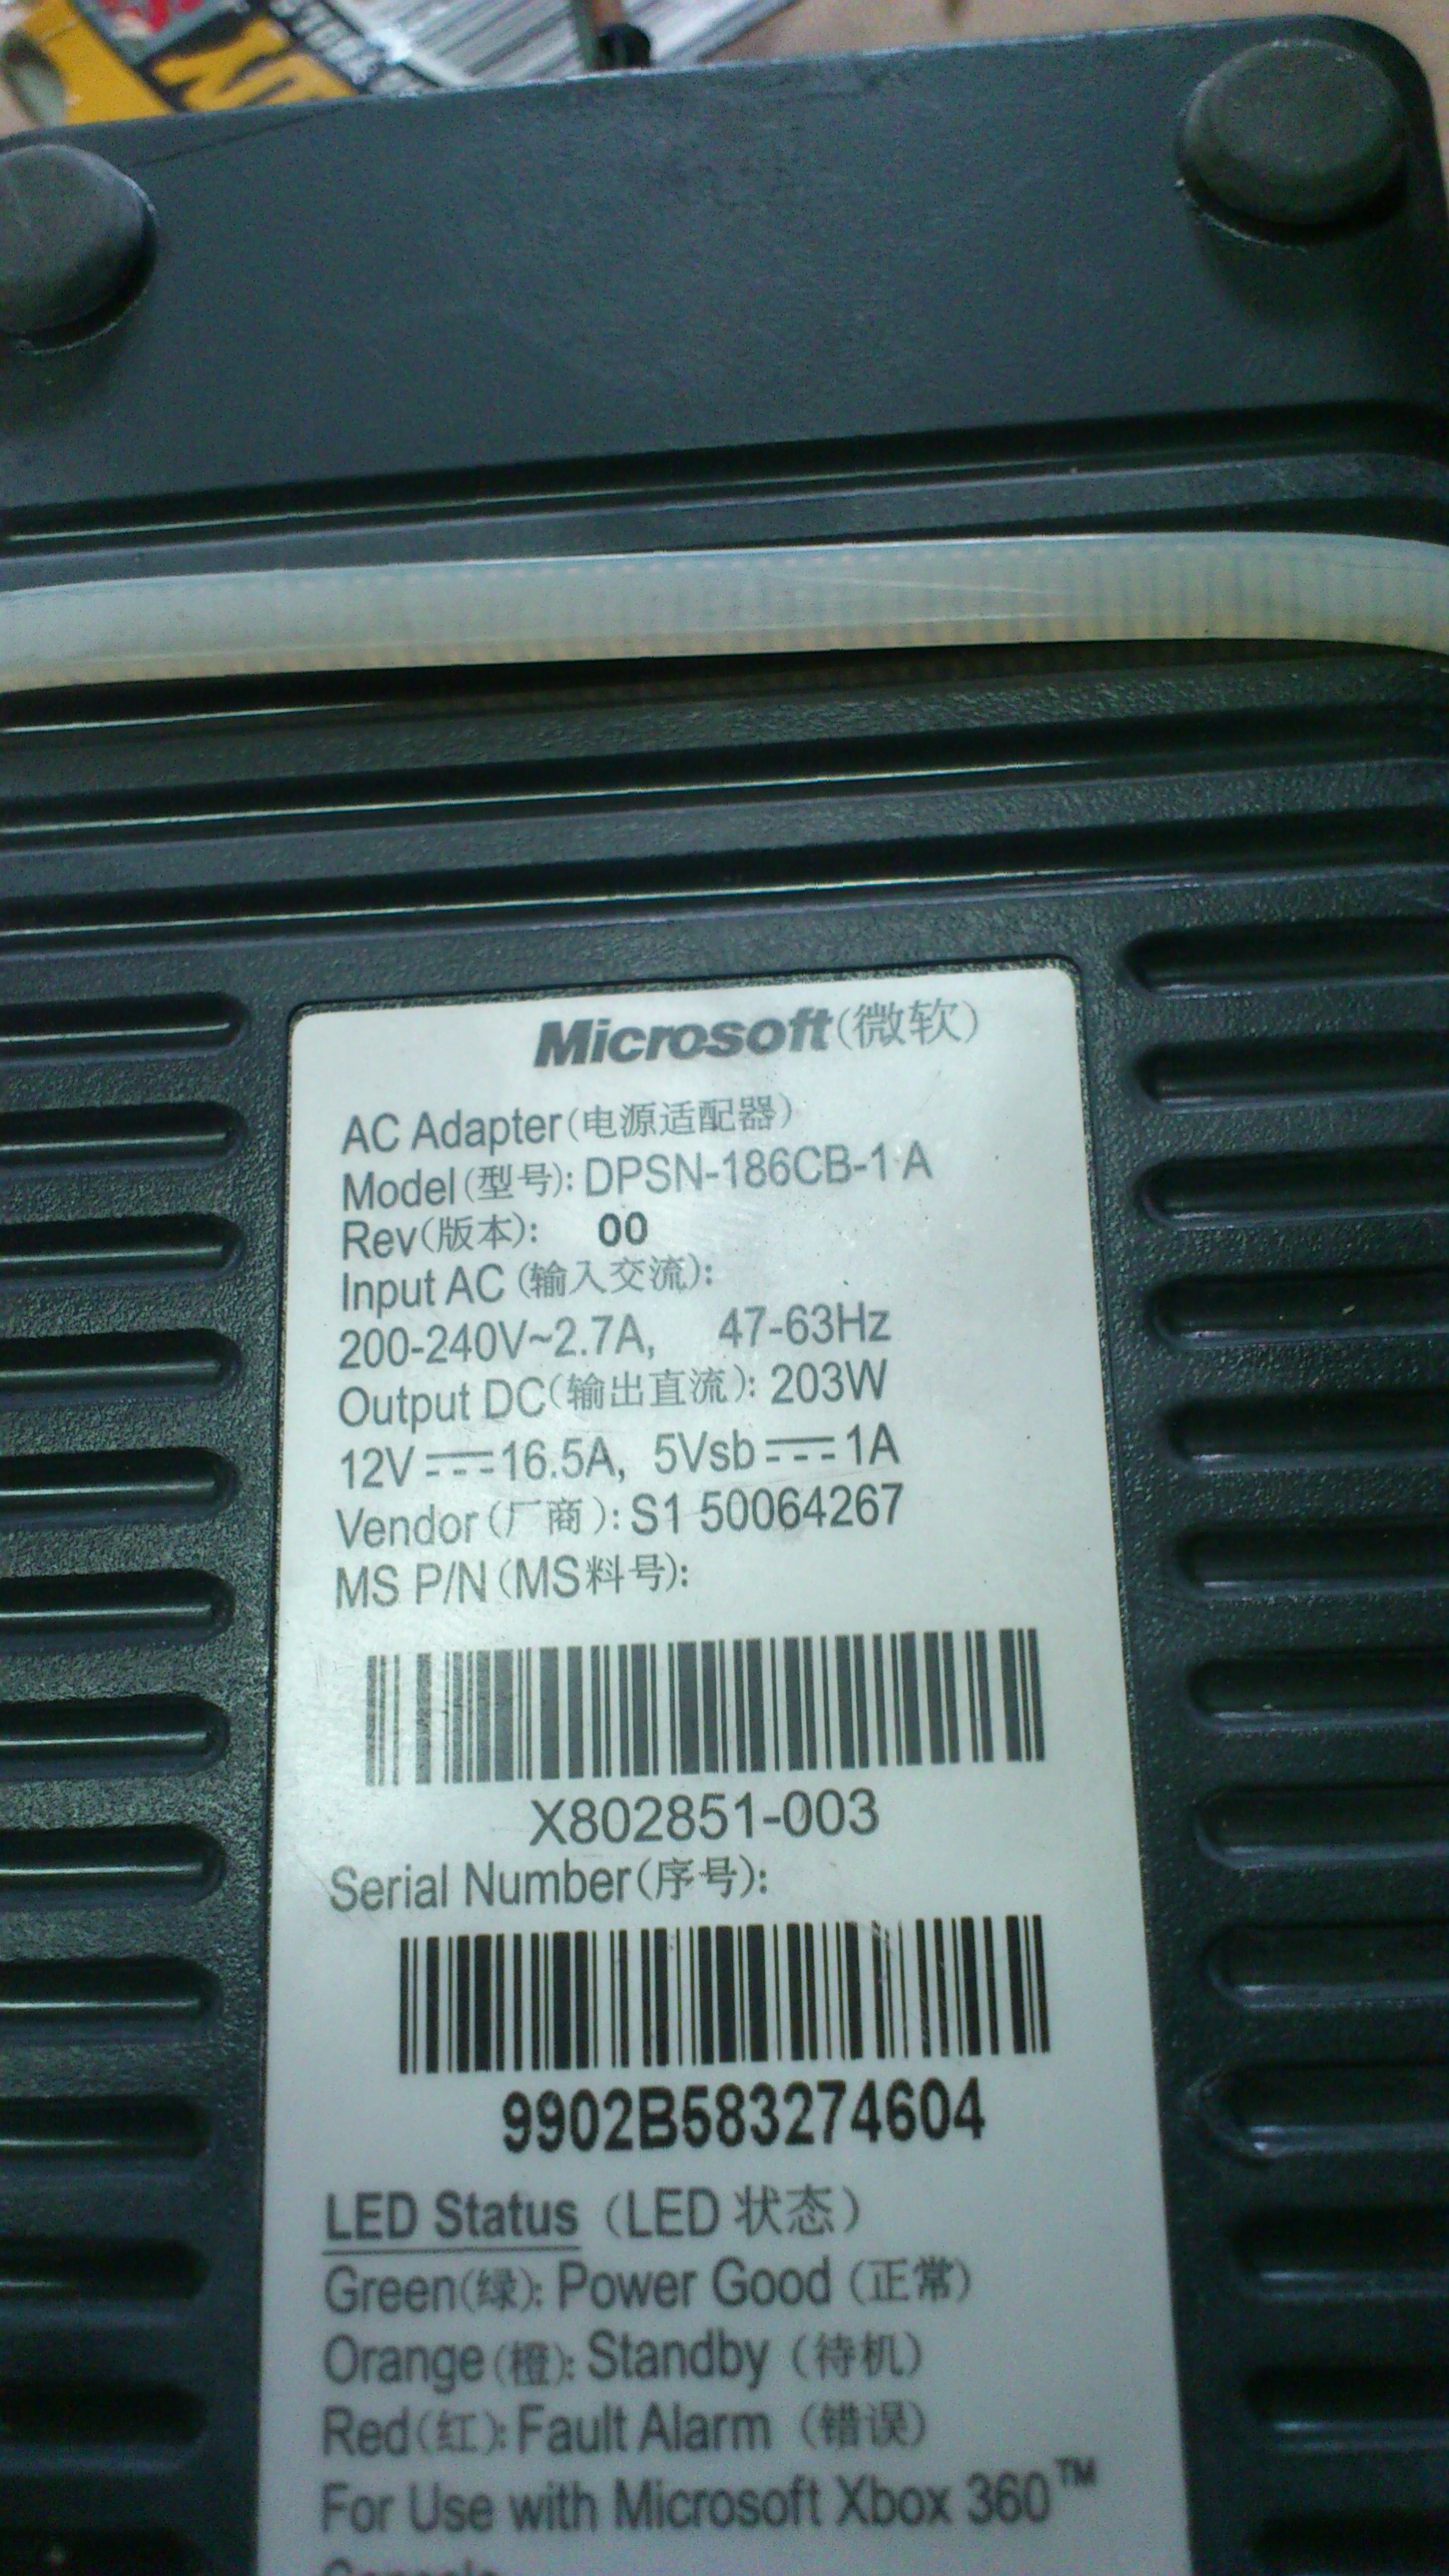 Microsoft(微软)
AC Adapter(电源适配器)
Model(型号): DPSN-186CB-1 A
Rev(版本): 00
Input AC (输入交流):
200-240V~2.7A, 47-63Hz
Output DC(输出直流): 203W
12V⎓16.5A, 5Vsb⎓1A
Vendor(厂商): S1 50064267
MS P/N(MS料号):
X802851-003
Serial Number(序号):
9902B583274604
LED Status (LED 状态)
Green(绿): Power Good (正常)
Orange(橙): Standby (待机)
Red(红): Fault Alarm (错误)
For Use with Microsoft Xbox 360™
Console